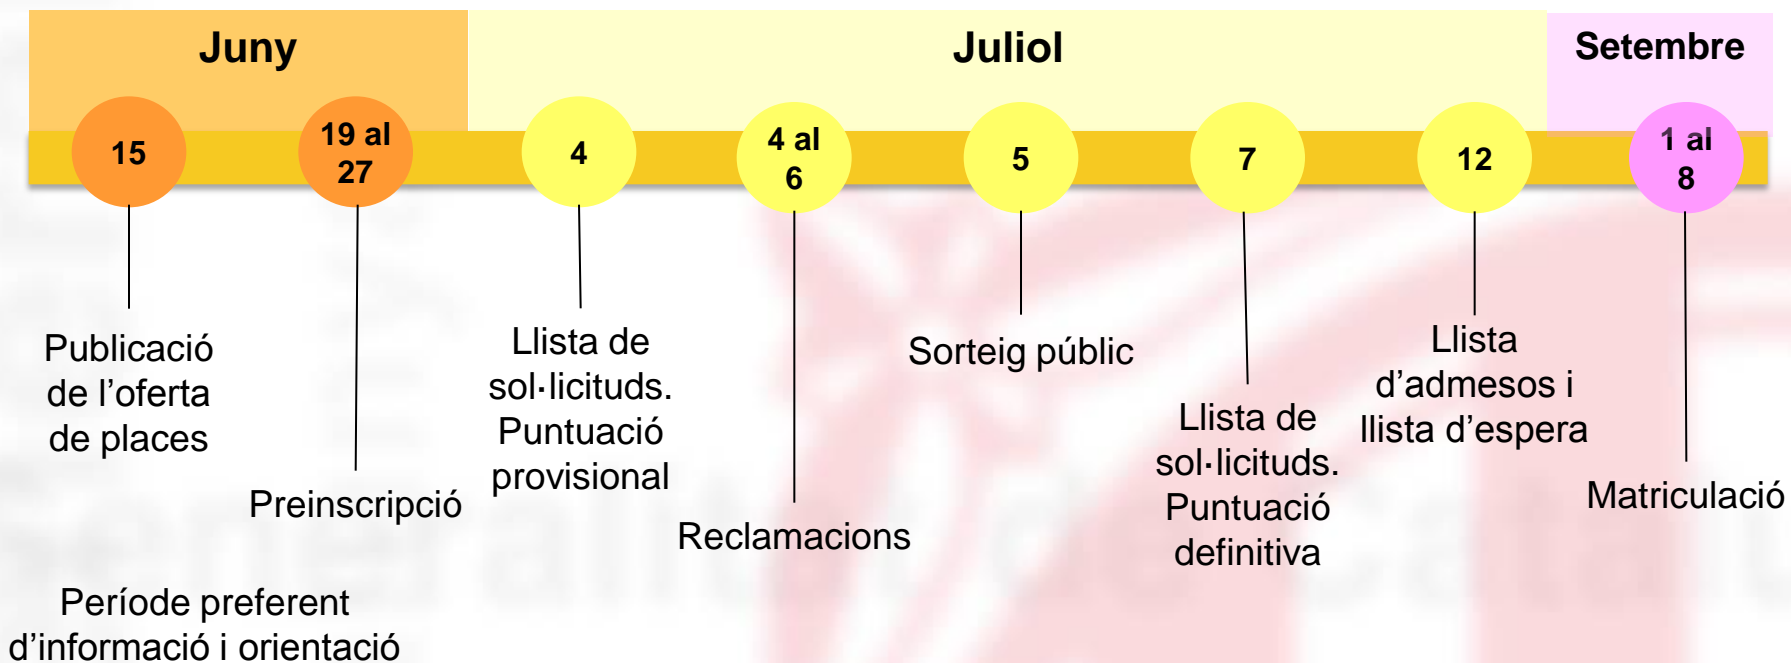 Juny
Juliol
Setembre
15
19 al
27
4
4 al
6
5
7
12
1 al
8
Publicació
de l’oferta
de places
Preinscripció
Llista de
sol·licituds.
Puntuació
provisional
Reclamacions
Sorteig públic
Llista de
sol·licituds.
Puntuació
definitiva
Llista
d’admesos i
llista d’espera
Matriculació
Període preferent
d’informació i orientació